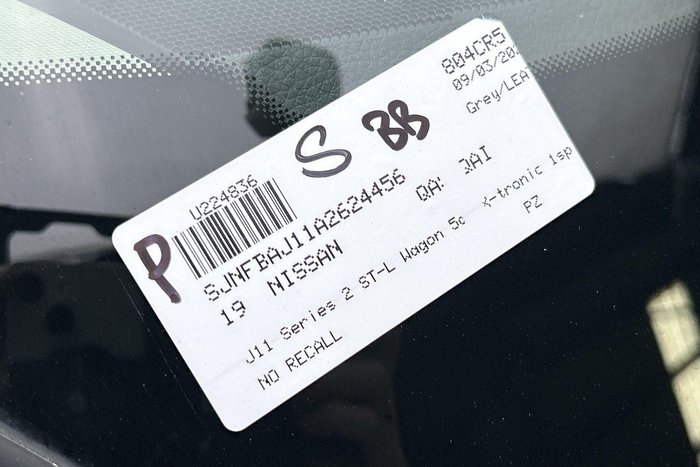 804CR5
09/03/20
Grey/LEA
S BB
U224836
P
SJNFBAJ11A2624456
QA: JAI
19 NISSAN
J11 Series 2 ST-L Wagon 5d X-tronic 1sp
PZ
NO RECALL